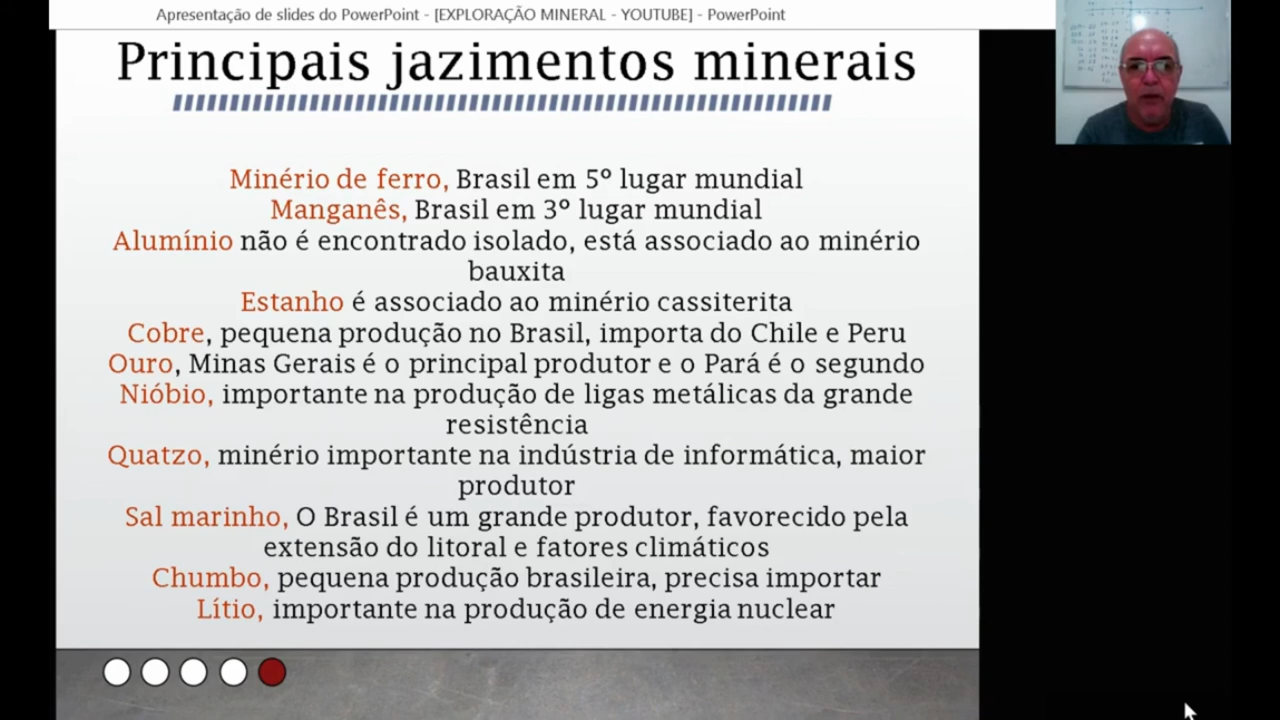 Apresentação de slides do PowerPoint - [EXPLORAÇÃO MINERAL - YOUTUBE] - PowerPoint
Principais jazimentos minerais
Minério de ferro, Brasil em 5º lugar mundial
Manganês, Brasil em 3º lugar mundial
Alumínio não é encontrado isolado, está associado ao minério
bauxita
Estanho é associado ao minério cassiterita
Cobre, pequena produção no Brasil, importa do Chile e Peru
Ouro, Minas Gerais é o principal produtor e o Pará é o segundo
Nióbio, importante na produção de ligas metálicas da grande
resistência
Quatzo, minério importante na indústria de informática, maior
produtor
Sal marinho, O Brasil é um grande produtor, favorecido pela
extensão do litoral e fatores climáticos
Chumbo, pequena produção brasileira, precisa importar
Lítio, importante na produção de energia nuclear